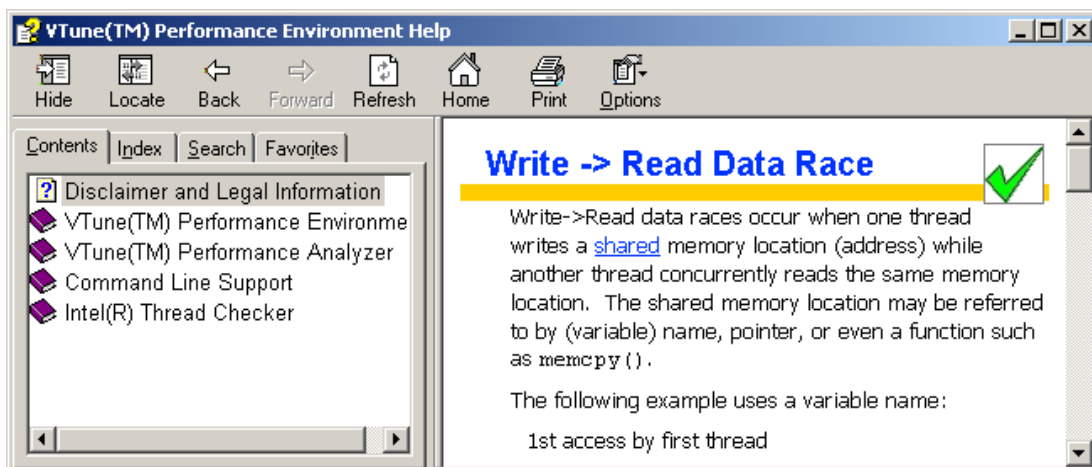 VTune(TM) Performance Environment Help
Hide Locate Back Forward Refresh Home Print Options
Contents Index Search Favorites
Disclaimer and Legal Information
VTune(TM) Performance Environme
VTune(TM) Performance Analyzer
Command Line Support
Intel(R) Thread Checker
Write -> Read Data Race
Write->Read data races occur when one thread
writes a shared memory location (address) while
another thread concurrently reads the same memory
location. The shared memory location may be referred
to by (variable) name, pointer, or even a function such
as memcpy().
The following example uses a variable name:
1st access by first thread